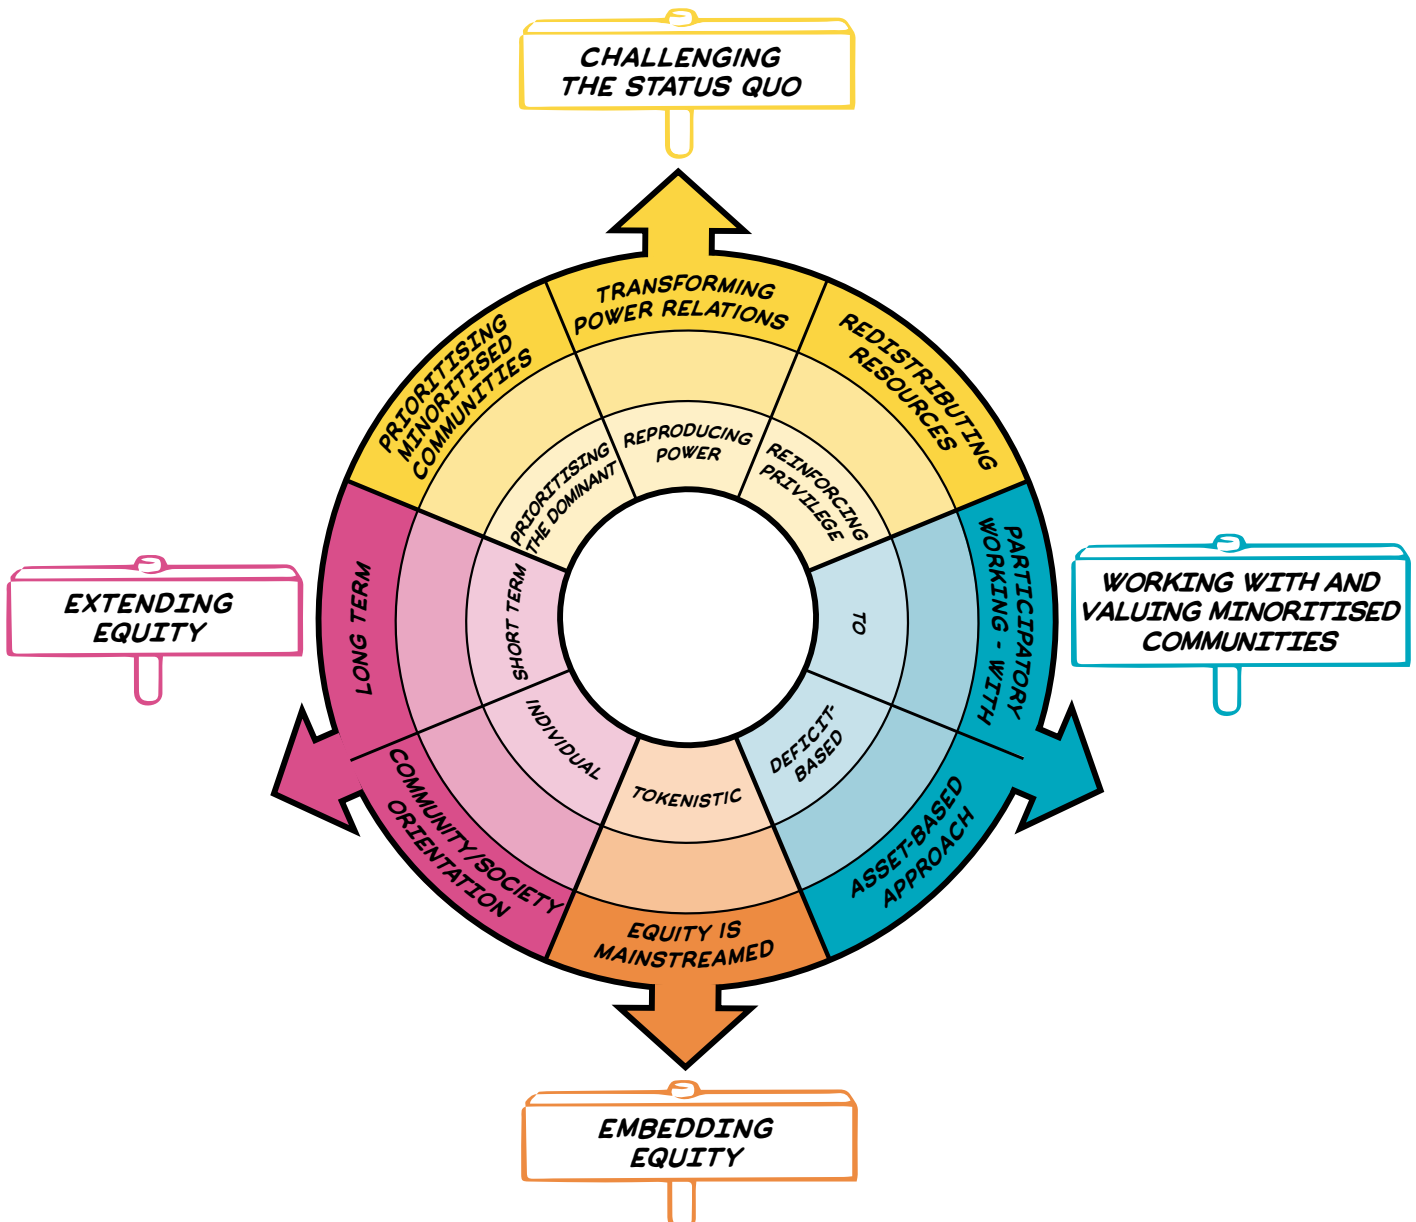 CHALLENGING
THE STATUS QUO
TRANSFORMING
POWER RELATIONS
PRIORITISING
MINORITISED
COMMUNITIES
REDISTRIBUTING
RESOURCES
PRIORITISING
THE DOMINANT
REPRODUCING
POWER
REINFORCING
PRIVILEGE
EXTENDING
EQUITY
LONG TERM
SHORT TERM
TO
PARTICIPATORY
WORKING - WITH
WORKING WITH AND
VALUING MINORITISED
COMMUNITIES
COMMUNITY/SOCIETY
ORIENTATION
INDIVIDUAL
TOKENISTIC
DEFICIT-
BASED
ASSET-BASED
APPROACH
EQUITY IS
MAINSTREAMED
EMBEDDING
EQUITY